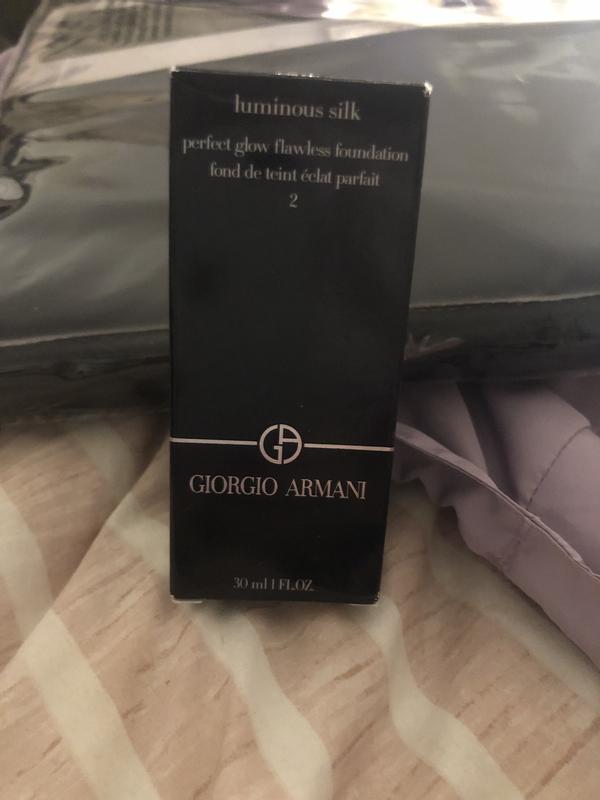 luminous silk
perfect glow flawless foundation
fond de teint éclat parfait
2
GA
GIORGIO ARMANI
30 ml 1 FL.OZ.